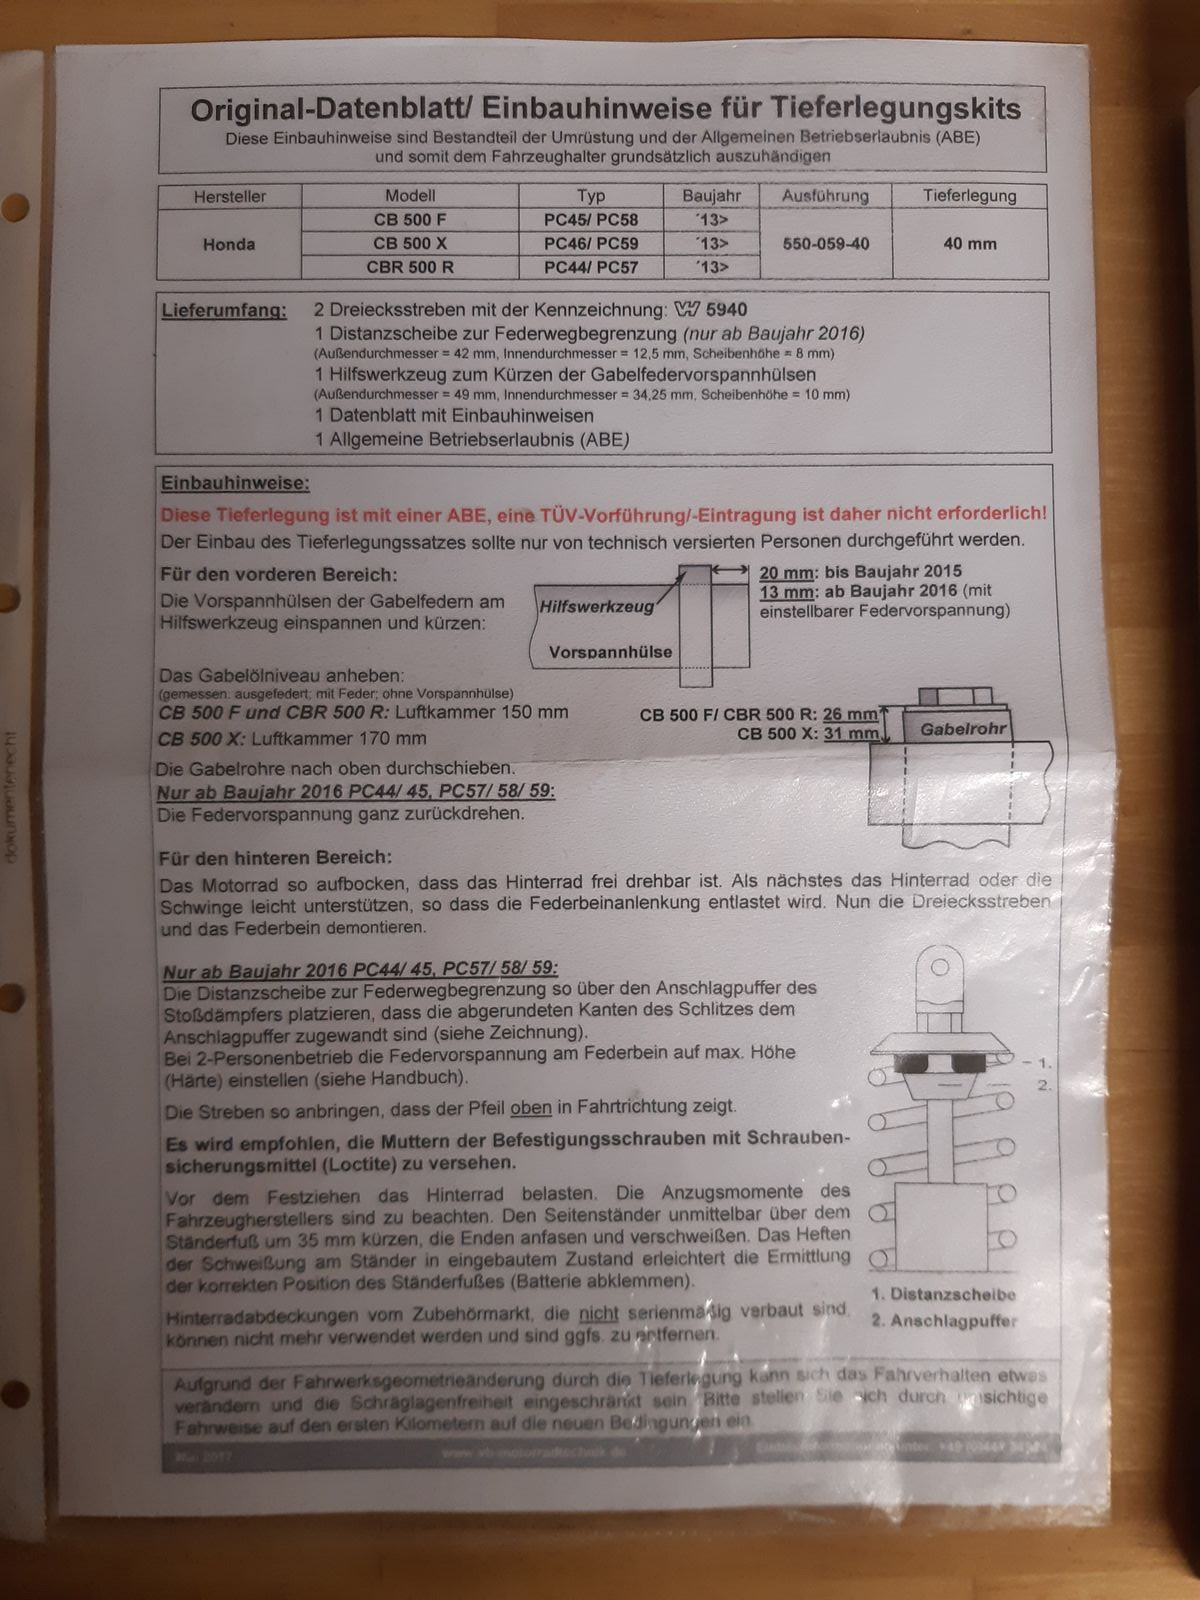 Original-Datenblatt/ Einbauhinweise für Tieferlegungskits
Diese Einbauhinweise sind Bestandteil der Umrüstung und der Allgemeinen Betriebserlaubnis (ABE)
und somit dem Fahrzeughalter grundsätzlich auszuhändigen
Hersteller Modell Typ Baujahr Ausführung Tieferlegung
CB 500 F PC45/ PC58 ´13>
Honda CB 500 X PC46/ PC59 ´13> 550-059-40 40 mm
CBR 500 R PC44/ PC57 ´13>
Lieferumfang: 2 Dreiecksstreben mit der Kennzeichnung: 5940
1 Distanzscheibe zur Federwegbegrenzung (nur ab Baujahr 2016)
(Außendurchmesser = 42 mm, Innendurchmesser = 12,5 mm, Scheibenhöhe = 8 mm)
1 Hilfswerkzeug zum Kürzen der Gabelfedervorspannhülsen
(Außendurchmesser = 49 mm, Innendurchmesser = 34,25 mm, Scheibenhöhe = 10 mm)
1 Datenblatt mit Einbauhinweisen
1 Allgemeine Betriebserlaubnis (ABE)
Einbauhinweise:
Diese Tieferlegung ist mit einer ABE, eine TÜV-Vorführung/-Eintragung ist daher nicht erforderlich!
Der Einbau des Tieferlegungssatzes sollte nur von technisch versierten Personen durchgeführt werden.
Für den vorderen Bereich:
Die Vorspannhülsen der Gabelfedern am
Hilfswerkzeug einspannen und kürzen:
Hilfswerkzeug
Vorspannhülse
20 mm: bis Baujahr 2015
13 mm: ab Baujahr 2016 (mit
einstellbarer Federvorspannung)
Das Gabelölniveau anheben:
(gemessen: ausgefedert; mit Feder; ohne Vorspannhülse)
CB 500 F und CBR 500 R: Luftkammer 150 mm
CB 500 X: Luftkammer 170 mm
CB 500 F/ CBR 500 R: 26 mm
CB 500 X: 31 mm
Gabelrohr
Die Gabelrohre nach oben durchschieben.
Nur ab Baujahr 2016 PC44/ 45, PC57/ 58/ 59:
Die Federvorspannung ganz zurückdrehen.
Für den hinteren Bereich:
Das Motorrad so aufbocken, dass das Hinterrad frei drehbar ist. Als nächstes das Hinterrad oder die
Schwinge leicht unterstützen, so dass die Federbeinanlenkung entlastet wird. Nun die Dreiecksstreben
und das Federbein demontieren.
Nur ab Baujahr 2016 PC44/ 45, PC57/ 58/ 59:
Die Distanzscheibe zur Federwegbegrenzung so über den Anschlagpuffer des
Stoßdämpfers platzieren, dass die abgerundeten Kanten des Schlitzes dem
Anschlagpuffer zugewandt sind (siehe Zeichnung).
Bei 2-Personenbetrieb die Federvorspannung am Federbein auf max. Höhe
(Härte) einstellen (siehe Handbuch).
Die Streben so anbringen, dass der Pfeil oben in Fahrtrichtung zeigt.
Es wird empfohlen, die Muttern der Befestigungsschrauben mit Schrauben-
sicherungsmittel (Loctite) zu versehen.
Vor dem Festziehen das Hinterrad belasten. Die Anzugsmomente des
Fahrzeugherstellers sind zu beachten. Den Seitenständer unmittelbar über dem
Ständerfuß um 35 mm kürzen, die Enden anfasen und verschweißen. Das Heften
der Schweißung am Ständer in eingebautem Zustand erleichtert die Ermittlung
der korrekten Position des Ständerfußes (Batterie abklemmen).
Hinterradabdeckungen vom Zubehörmarkt, die nicht serienmäßig verbaut sind,
können nicht mehr verwendet werden und sind ggfs. zu entfernen.
1.
2.
1. Distanzscheibe
2. Anschlagpuffer
Aufgrund der Fahrwerksgeometrieänderung durch die Tieferlegung kann sich das Fahrverhalten etwas
verändern und die Schräglagenfreiheit eingeschränkt sein. Bitte stellen Sie sich durch umsichtige
Fahrweise auf den ersten Kilometern auf die neuen Bedingungen ein.
Mai 2017 www.vb-motorradtechnik.de
dokumentenecht